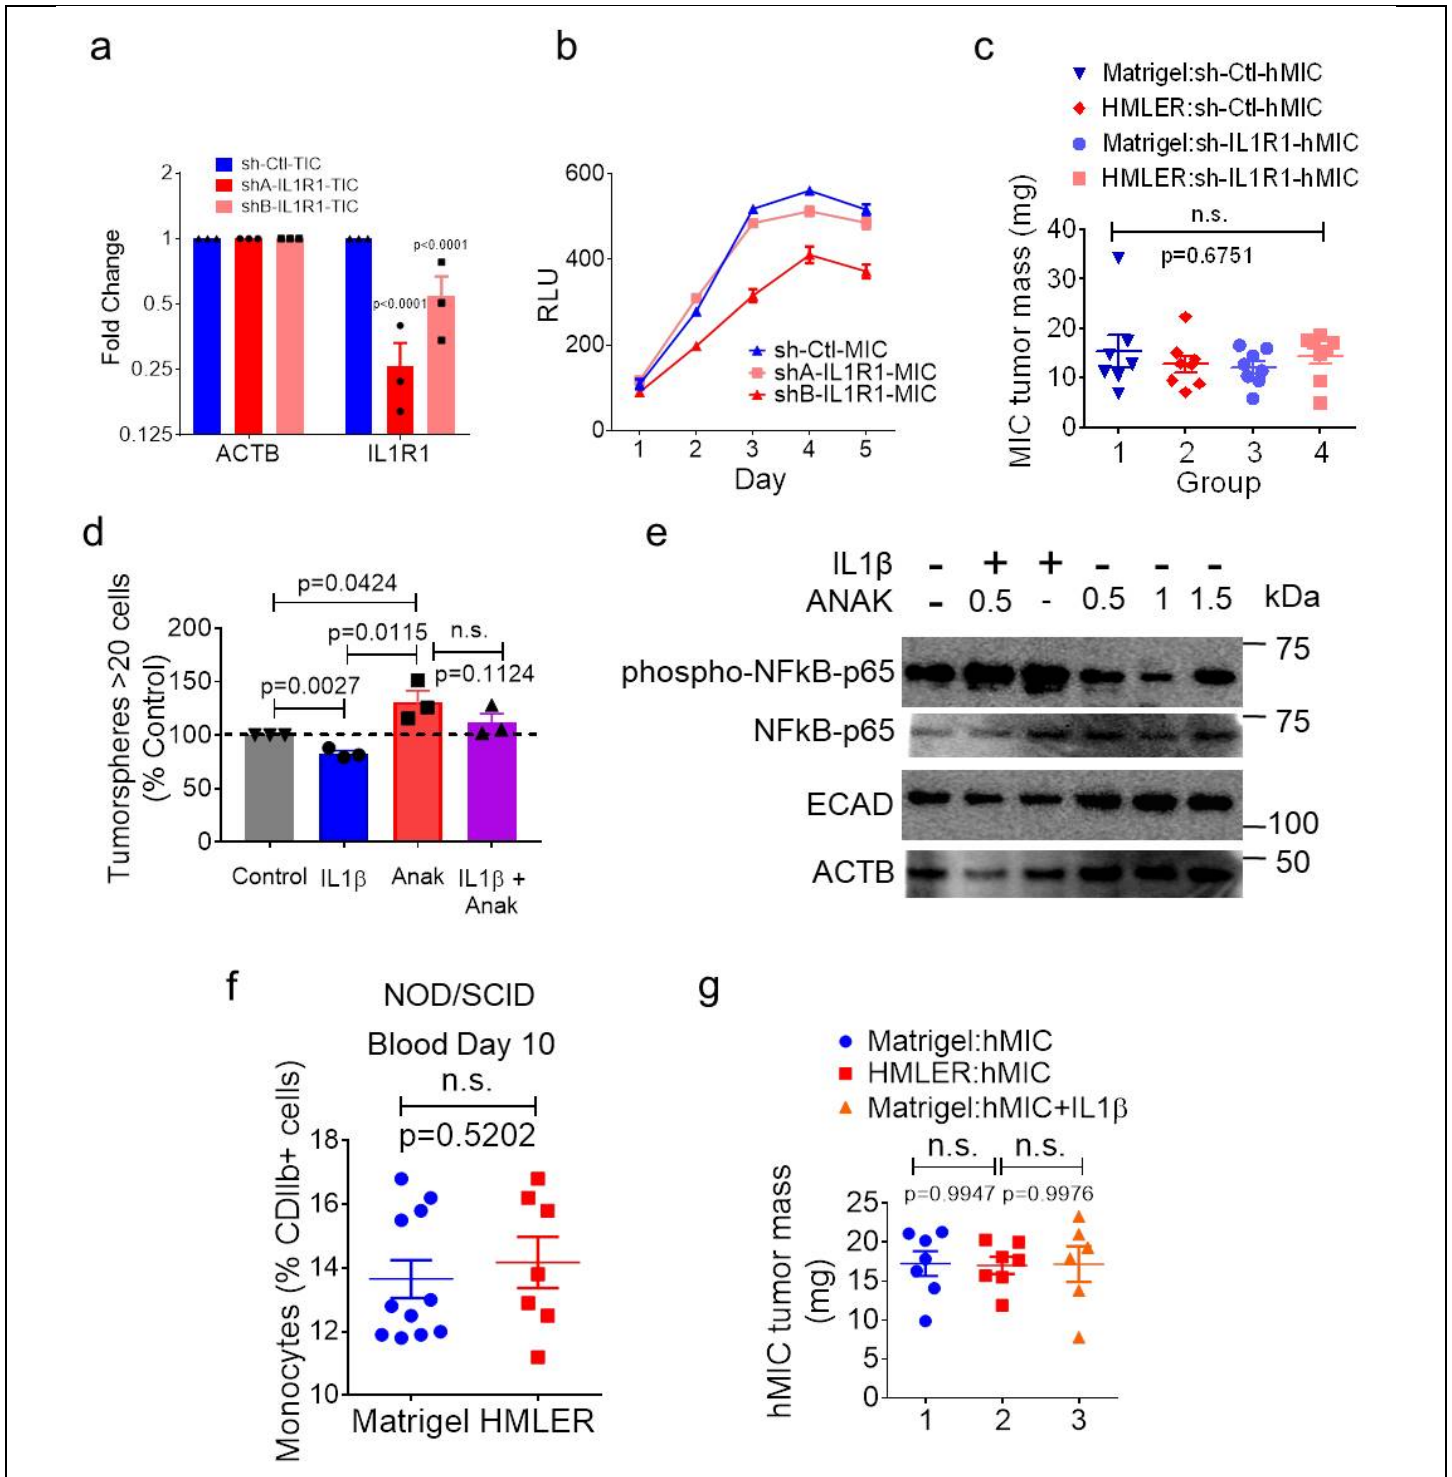 a
sh-Ctl-TIC
shA-IL1R1-TIC
shB-IL1R1-TIC
Fold Change
2
1
0.5
0.25
0.125
p<0.0001
p<0.0001
ACTB
IL1R1
b
RLU
600
400
200
0
sh-Ctl-MIC
shA-IL1R1-MIC
shB-IL1R1-MIC
1 2 3 4 5
Day
c
Matrigel:sh-Ctl-hMIC
HMLER:sh-Ctl-hMIC
Matrigel:sh-IL1R1-hMIC
HMLER:sh-IL1R1-hMIC
MIC tumor mass (mg)
n.s.
p=0.6751
40
30
20
10
0
1 2 3 4
Group
d
Tumorspheres >20 cells
(% Control)
p=0.0424
p=0.0115
n.s.
p=0.0027
p=0.1124
200
150
100
50
0
Control IL1β Anak IL1β +
Anak
e
IL1β - + + - - -
ANAK - 0.5 - 0.5 1 1.5 kDa
phospho-NFkB-p65 75
NFkB-p65 75
ECAD 100
ACTB 50
f
NOD/SCID
Blood Day 10
n.s.
p=0.5202
Monocytes (% CDIIb+ cells)
18
16
14
12
10
Matrigel HMLER
g
Matrigel:hMIC
HMLER:hMIC
Matrigel:hMIC+IL1β
n.s. n.s.
p=0.9947 p=0.9976
hMIC tumor mass
(mg)
25
20
15
10
5
0
1 2 3